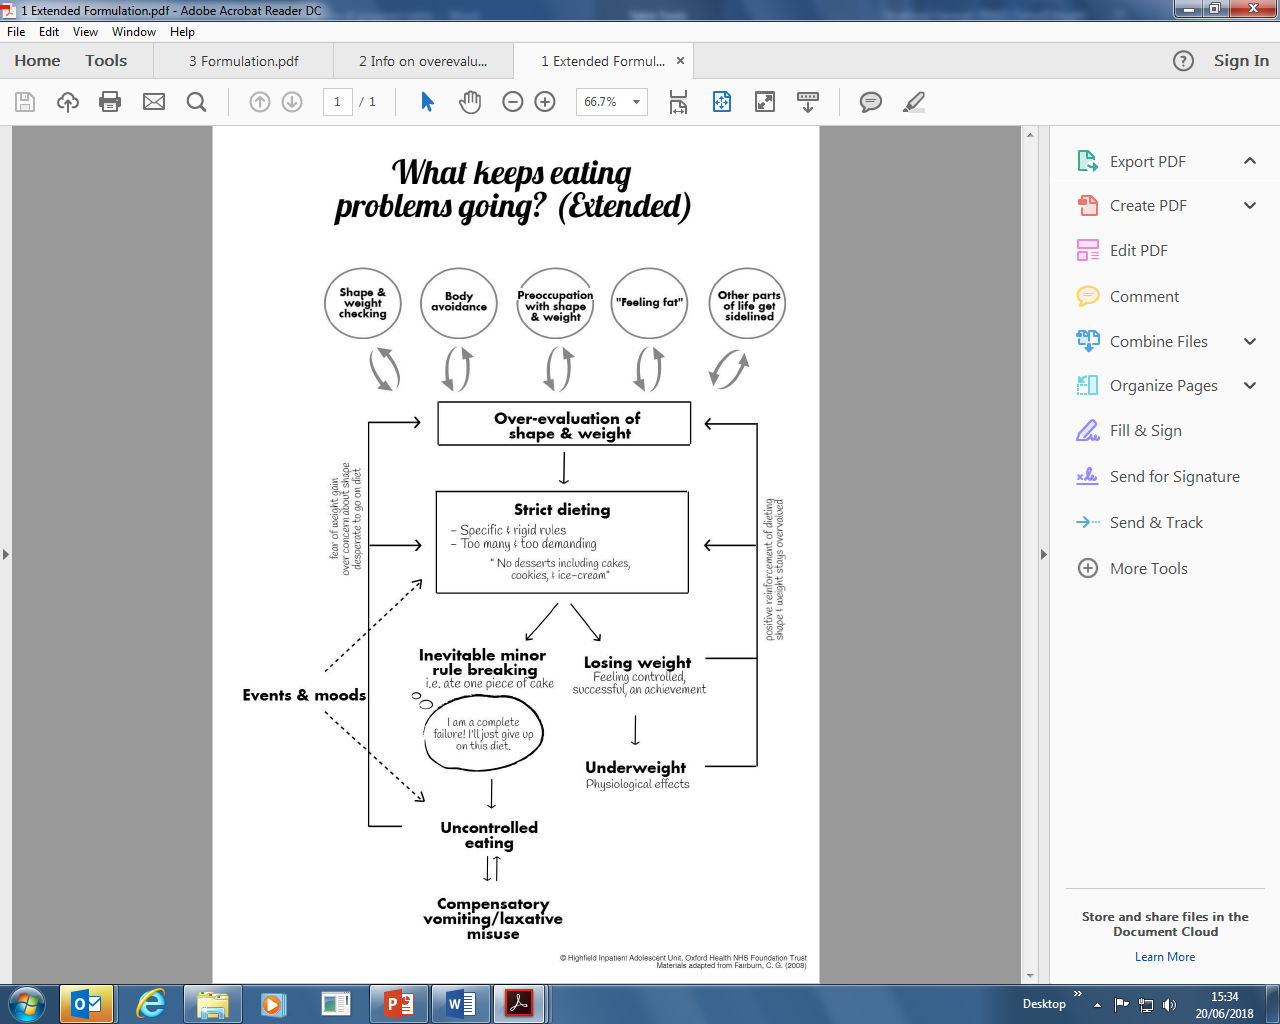 1 Extended Formulation.pdf - Adobe Acrobat Reader DC
File Edit View Window Help
Home Tools 3 Formulation.pdf 2 Info on overevalu... 1 Extended Formul... × Sign In
1 / 1 66.7%
What keeps eating
problems going? (Extended)
Shape &
weight
checking
Body
avoidance
Preoccupation
with shape
& weight
"Feeling fat"
Other parts
of life get
sidelined
Over-evaluation of
shape & weight
fear of weight gain
over concern about shape
desperate to go on diet
Strict dieting
- Specific & rigid rules
- Too many & too demanding
" No desserts including cakes,
cookies, & ice-cream"
positive reinforcement of dieting
shape & weight stays overvalued
Inevitable minor
rule breaking
i.e. ate one piece of cake
Losing weight
Feeling controlled,
successful, an achievement
Events & moods
I am a complete
failure! I'll just give up
on this diet.
Underweight
Physiological effects
Uncontrolled
eating
Compensatory
vomiting/laxative
misuse
© Highfield Inpatient Adolescent Unit, Oxford Health NHS Foundation Trust
Materials adapted from Fairburn, C. G. (2008)
Export PDF
Create PDF
Edit PDF
Comment
Combine Files
Organize Pages
Fill & Sign
Send for Signature
Send & Track
More Tools
Store and share files in the
Document Cloud
Learn More
Desktop
15:34
20/06/2018